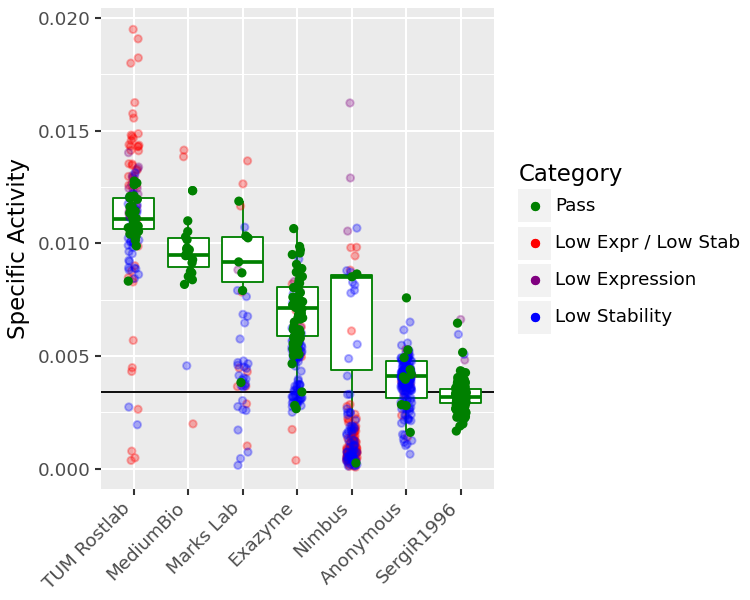 0.020
0.015
0.010
0.005
0.000
Specific Activity
TUM Rostlab
MediumBio
Marks Lab
Exazyme
Nimbus
Anonymous
SergiR1996
Category
Pass
Low Expr / Low Stab
Low Expression
Low Stability